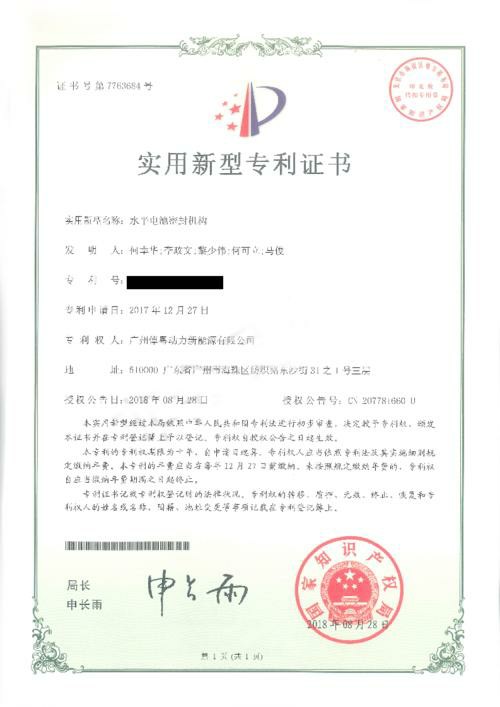 证书号第7763684号
实用新型专利证书
实用新型名称：水平电池密封机构
发 明 人：何幸华;李政文;黎少伟;何可立;马俊
专 利 号：
专利申请日：2017年12月27日
专 利 权 人：广州倬粤动力新能源有限公司
地 址：510000 广东省广州市海珠区纺织路东沙街31之1号三层
授权公告日：2018年08月28日 授权公告号：CN 207781660 U
本实用新型经过本局依照中华人民共和国专利法进行初步审查，决定授予专利权，颁发
本证书并在专利登记簿上予以登记。专利权自授权公告之日起生效。
本专利的专利权期限为十年，自申请日起算。专利权人应当依照专利法及其实施细则规
定缴纳年费。本专利的年费应当在每年12月27日前缴纳。未按照规定缴纳年费的，专利权
自应当缴纳年费期满之日起终止。
专利证书记载专利权登记时的法律状况。专利权的转移、质押、无效、终止、恢复和专
利权人的姓名或名称、国籍、地址变更等事项记载在专利登记簿上。
局长
申长雨
申长雨
国家知识产权局
2018年08月28日
第1页(共1页)